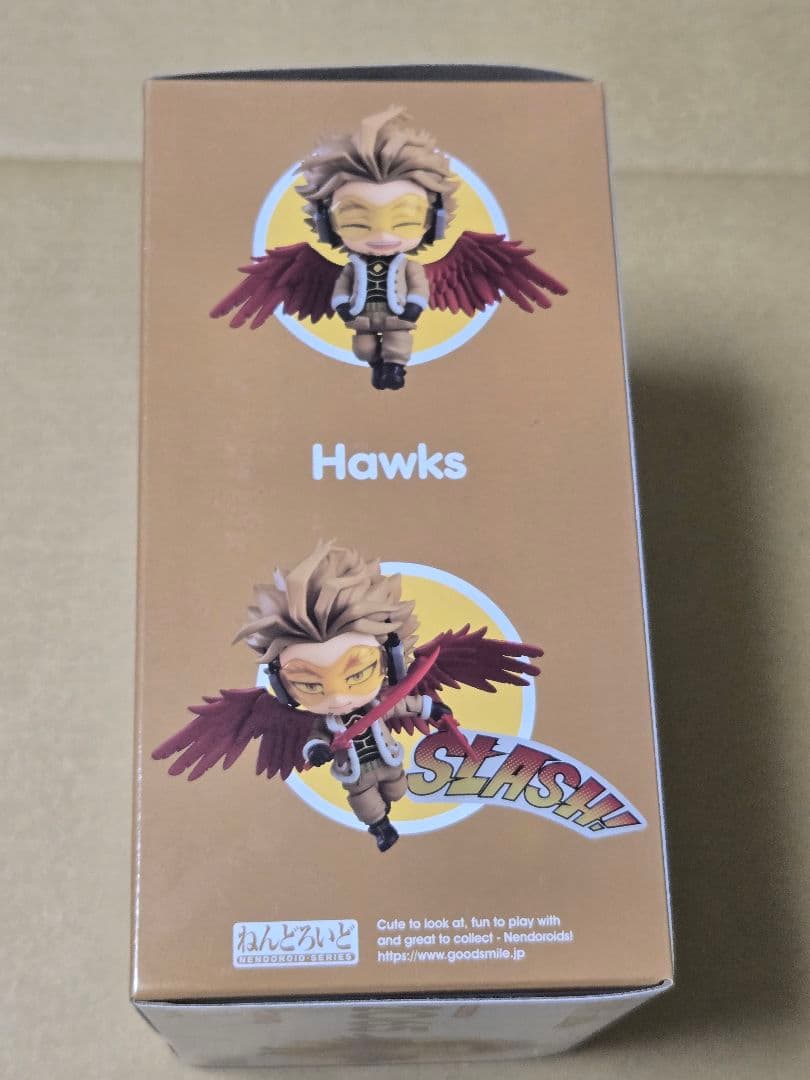 Hawks
SLASH!
ねんどろいど
NENDOROID·SERIES
Cute to look at, fun to play with
and great to collect - Nendoroids!
https://www.goodsmile.jp